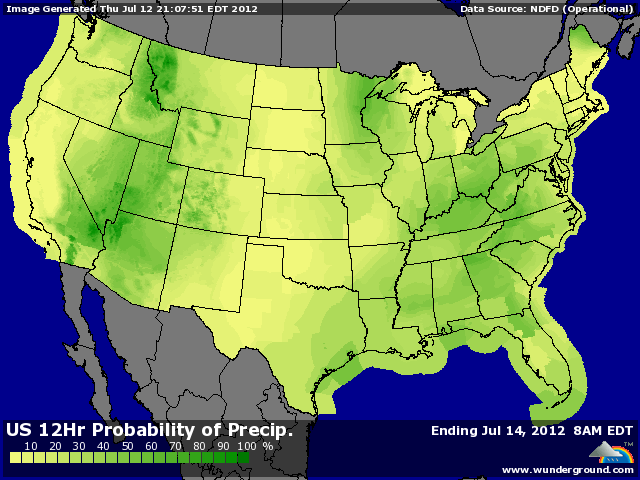 Image Generated Thu Jul 12 21:07:51 EDT 2012
Data Source: NDFD (Operational)
US 12Hr Probability of Precip.
Ending Jul 14, 2012 8AM EDT
10 20 30 40 50 60 70 80 90 100 %
TM
www.wunderground.com